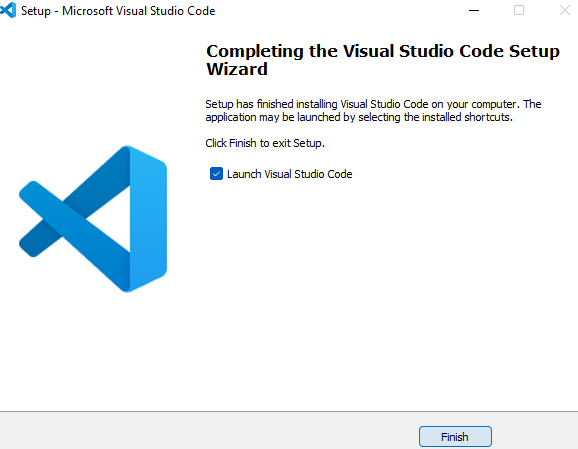 Setup - Microsoft Visual Studio Code
Completing the Visual Studio Code Setup
Wizard
Setup has finished installing Visual Studio Code on your computer. The
application may be launched by selecting the installed shortcuts.
Click Finish to exit Setup.
Launch Visual Studio Code
Finish